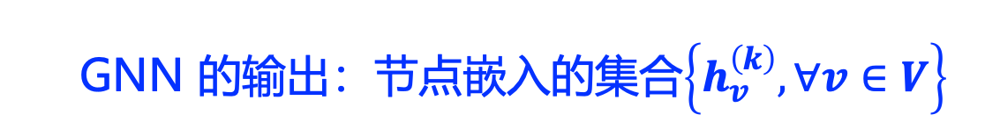 GNN 的输出：节点嵌入的集合{h_v^(k), ∀v ∈ V}